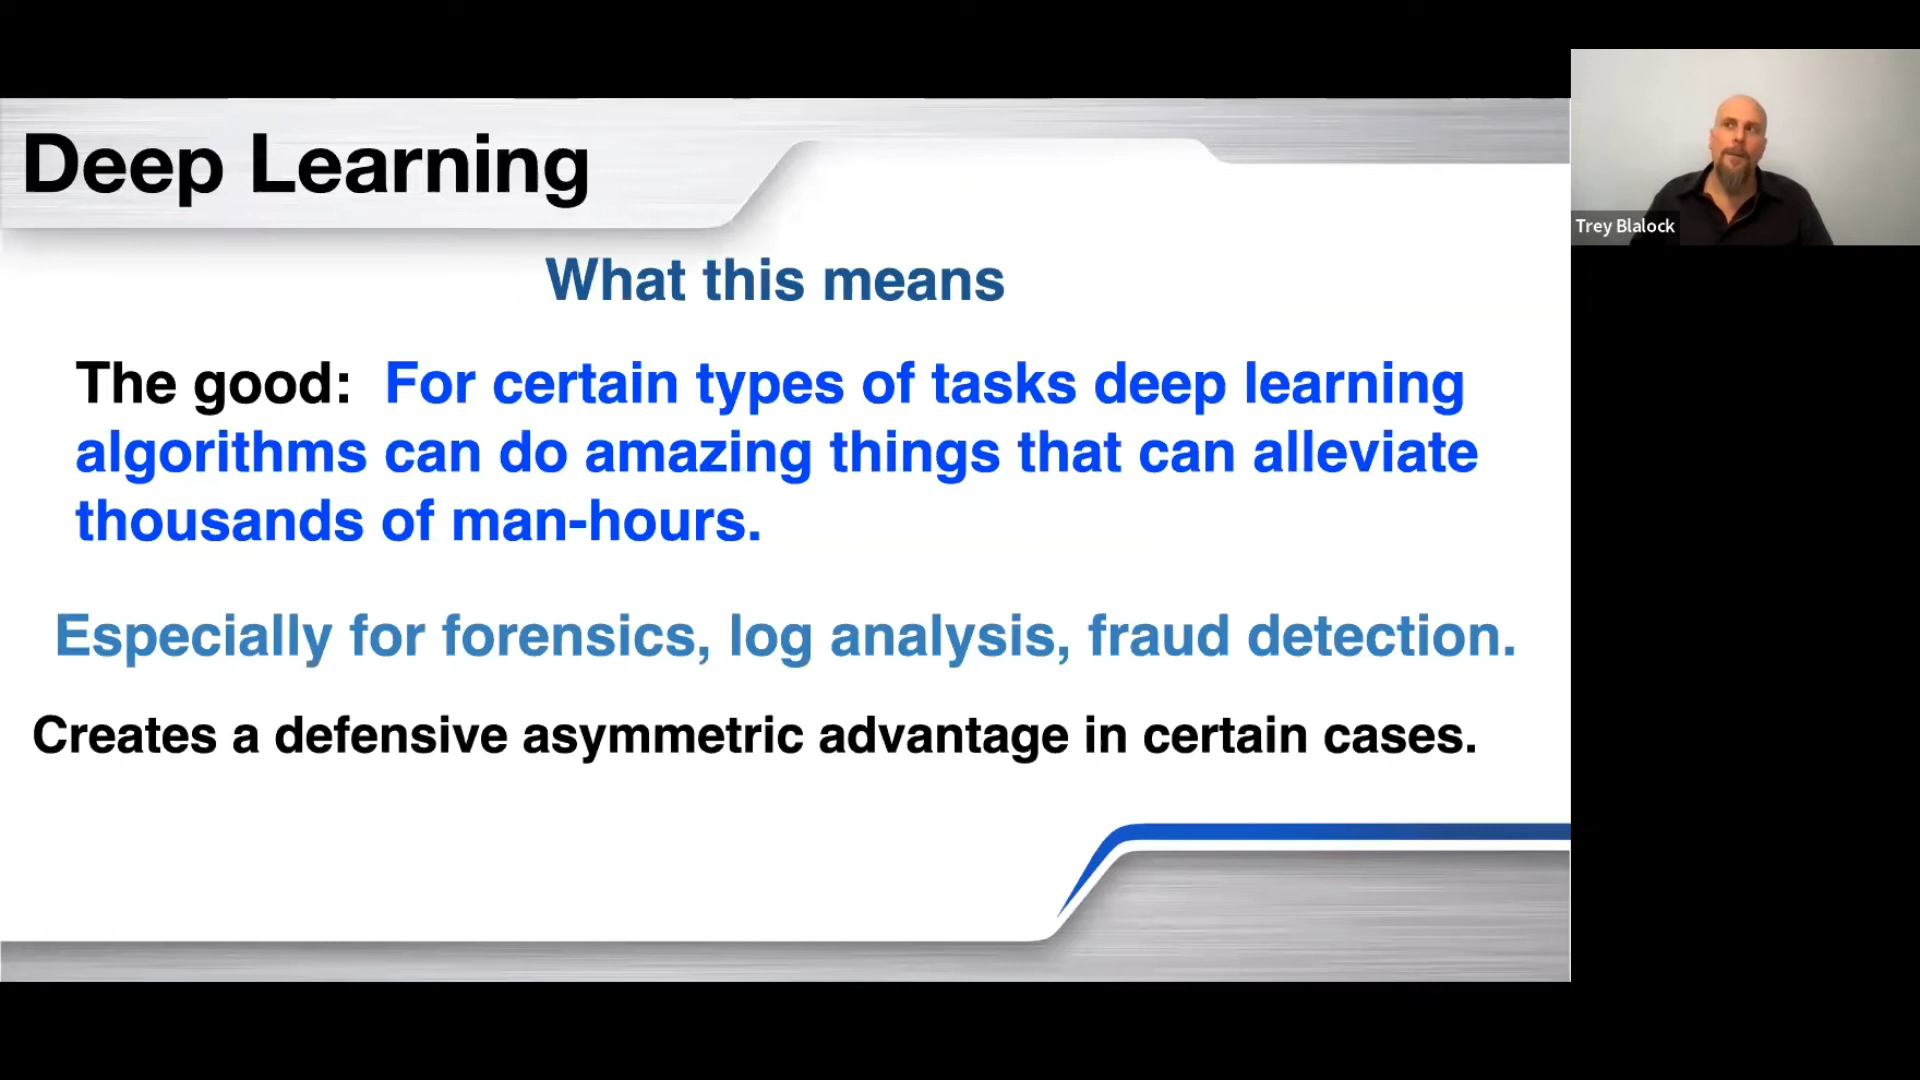 Deep Learning
What this means
The good: For certain types of tasks deep learning
algorithms can do amazing things that can alleviate
thousands of man-hours.
Especially for forensics, log analysis, fraud detection.
Creates a defensive asymmetric advantage in certain cases.
Trey Blalock